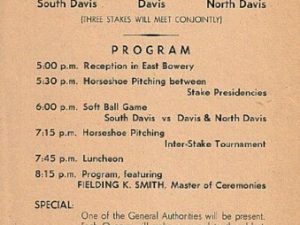 South Davis Davis North Davis
(THREE STAKES WILL MEET CONJOINTLY)
PROGRAM
5:00 p.m. Reception in East Bowery
5:30 p.m. Horseshoe Pitching between
Stake Presidencies
6:00 p.m. Soft Ball Game
South Davis vs Davis & North Davis
7:15 p.m. Horseshoe Pitching
Inter-Stake Tournament
7:45 p.m. Luncheon
8:15 p.m. Program, featuring
FIELDING K. SMITH, Master of Ceremonies
SPECIAL:
One of the General Authorities will be present.